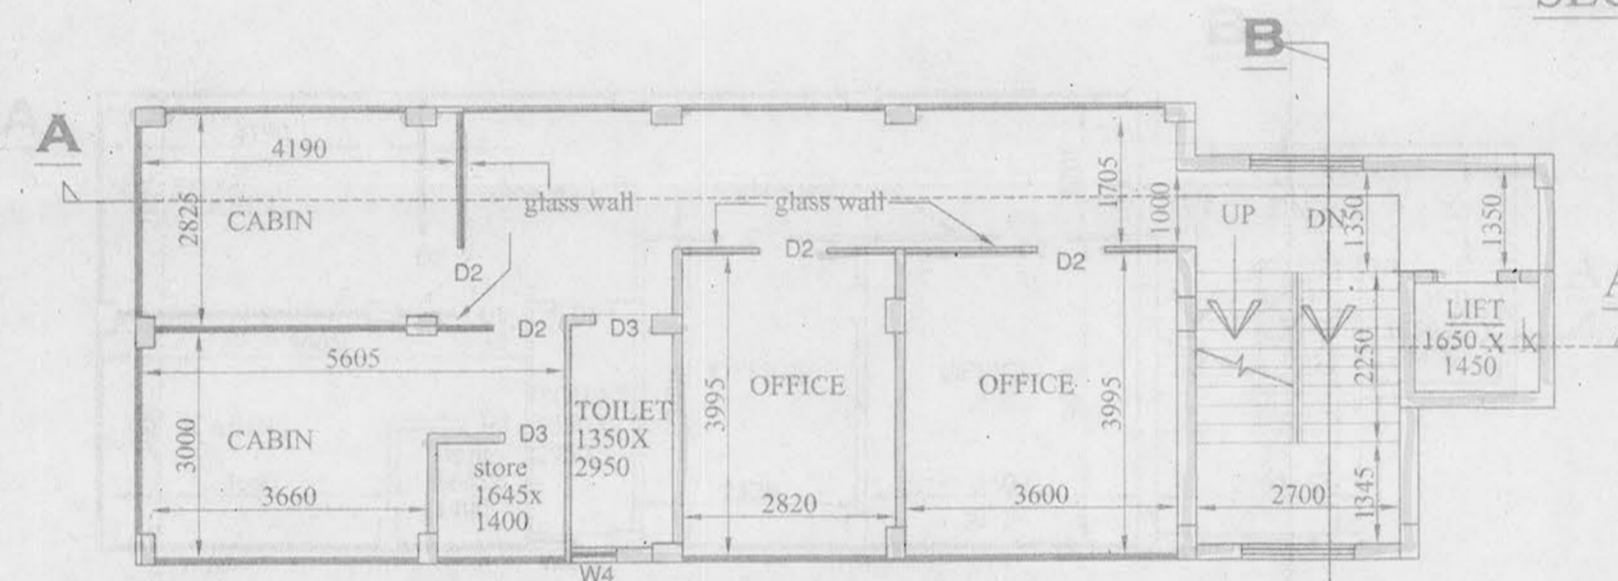 B
A
4190
2825
CABIN
glass wall
glass wall
1705
1000
UP
DN
1350
1350
D2
D2
D2
D2
D3
5605
3000
CABIN
3660
D3
store
1645x
1400
TOILET
1350X
2950
W4
3995
OFFICE
2820
OFFICE
3995
3600
2250
LIFT
1650 X
1450
2700
1345